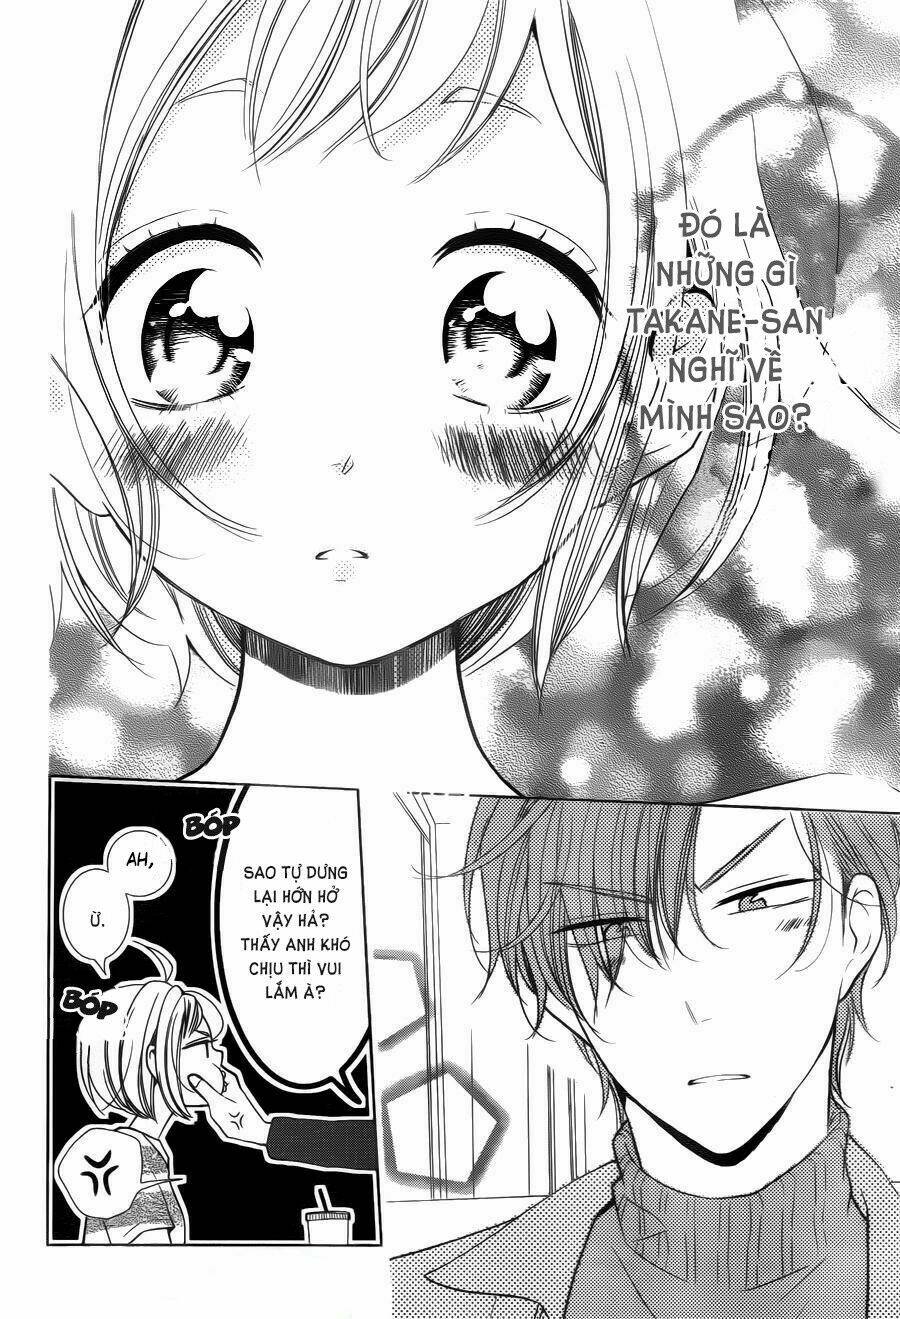 ĐÓ LÀ
NHỮNG GÌ
TAKANE-SAN
NGHĨ VỀ
MÌNH SAO?
SAO TỰ DƯNG
LẠI HỚN HỞ
VẬY HẢ?
THẤY ANH KHÓ
CHỊU THÌ VUI
LẮM À?
BÓP
AH,
Ừ.
BÓP